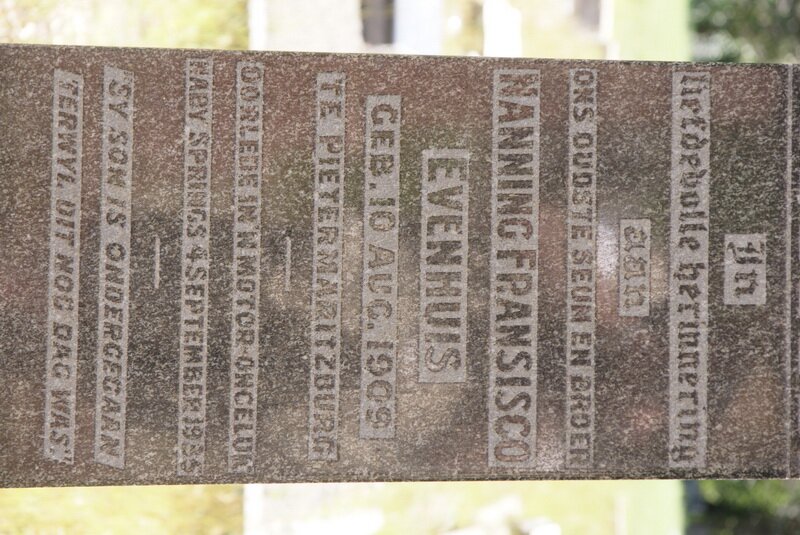 In
liefdevolle herinnering
aan
ONS OUDSTE SEUN EN BROER
NANNING FRANSISCO
EVENHUIS
GEB. 10 AUG. 1909
TE PIETERMARITZBURG
OORLEDE IN 'N MOTOR-ONGELUK
NABY SPRINGS 4 SEPTEMBER 1935
SY SON IS ONDERGEGAAN
TERWYL DIT NOG DAG WAS